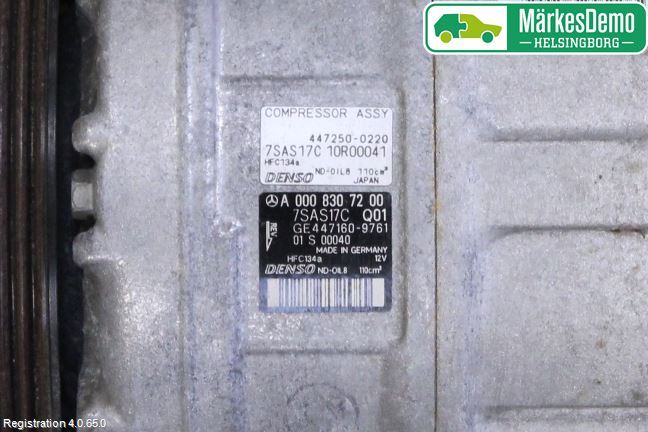 MärkesDemo
HELSINGBORG
COMPRESSOR ASSY
447250-0220
7SAS17C 10R00041
HFC134a
ND-OIL8 110cm³
DENSO JAPAN
A 000 830 72 00
7SAS17C Q01
REV
GE447160-9761
01 S 00040
MADE IN GERMANY
HFC134a 12V
DENSO ND-OIL8 110cm³
Registration 4.0.65.0